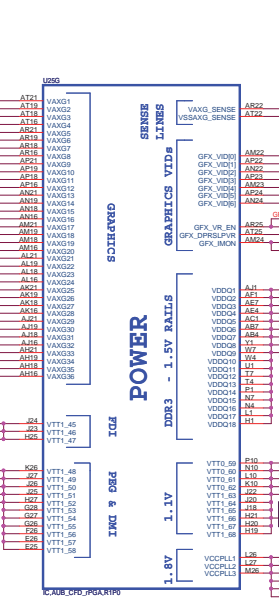 U25G
AT21 VAXG1
AT19 VAXG2
AT18 VAXG3
AT16 VAXG4
AR21 VAXG5
AR19 VAXG6
AR18 VAXG7
AR16 VAXG8
AP21 VAXG9
AP19 VAXG10
AP18 VAXG11
AP16 VAXG12
AN21 VAXG13
AN19 VAXG14
AN18 VAXG15
AN16 VAXG16
AM21 VAXG17
AM19 VAXG18
AM18 VAXG19
AM16 VAXG20
AL21 VAXG21
AL19 VAXG22
AL18 VAXG23
AL16 VAXG24
AK21 VAXG25
AK19 VAXG26
AK18 VAXG27
AK16 VAXG28
AJ21 VAXG29
AJ19 VAXG30
AJ18 VAXG31
AJ16 VAXG32
AH21 VAXG33
AH19 VAXG34
AH18 VAXG35
AH16 VAXG36
GRAPHICS
J24 VTT1_45
J23 VTT1_46
H25 VTT1_47
FDI
K26 VTT1_48
J27 VTT1_49
J26 VTT1_50
J25 VTT1_51
H27 VTT1_52
G28 VTT1_53
G27 VTT1_54
G26 VTT1_55
F26 VTT1_56
E26 VTT1_57
E25 VTT1_58
PEG & DMI
POWER
SENSE
LINES
VAXG_SENSE AR22
VSSAXG_SENSE AT22
GRAPHICS VIDs
GFX_VID[0] AM22
GFX_VID[1] AP22
GFX_VID[2] AN22
GFX_VID[3] AP23
GFX_VID[4] AM23
GFX_VID[5] AP24
GFX_VID[6] AN24
GFX_VR_EN AR25
GFX_DPRSLPVR AT25
GFX_IMON AM24
DDR3 - 1.5V RAILS
VDDQ1 AJ1
VDDQ2 AF1
VDDQ3 AE7
VDDQ4 AE4
VDDQ5 AC1
VDDQ6 AB7
VDDQ7 AB4
VDDQ8 Y1
VDDQ9 W7
VDDQ10 W4
VDDQ11 U1
VDDQ12 T7
VDDQ13 T4
VDDQ14 P1
VDDQ15 N7
VDDQ16 N4
VDDQ17 L1
VDDQ18 H1
1.1V
VTT0_59 P10
VTT0_60 N10
VTT0_61 L10
VTT0_62 K10
VTT1_63 J22
VTT1_64 J20
VTT1_65 J18
VTT1_66 H21
VTT1_67 H20
VTT1_68 H19
1.8V
VCCPLL1 L26
VCCPLL2 L27
VCCPLL3 M26
IC,AUB_CFD_rPGA,R1P0